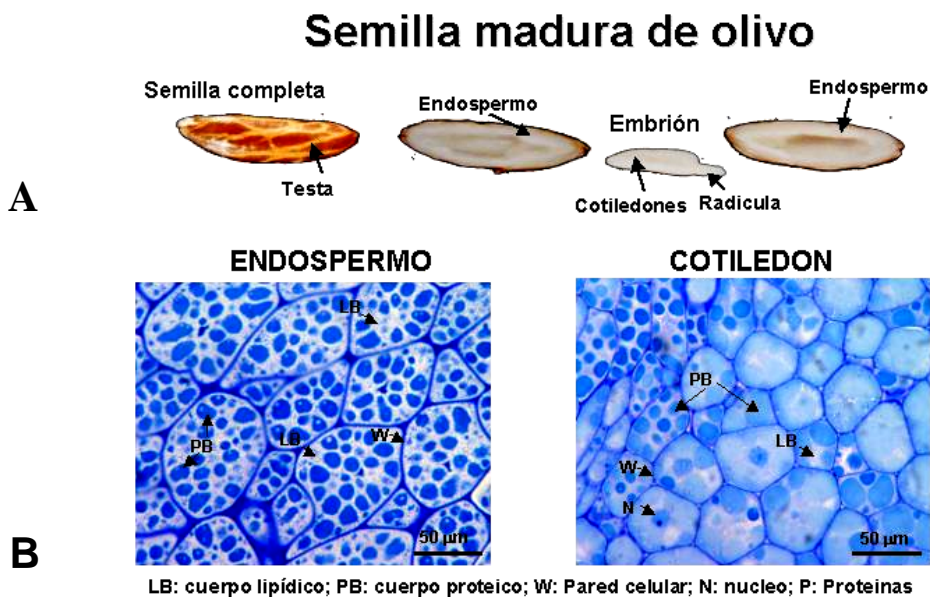 Semilla madura de olivo
Semilla completa
Endospermo
Endospermo
Embrión
Testa
Cotiledones
Radicula
A
ENDOSPERMO
COTILEDON
LB
PB
LB
W
50 µm
PB
LB
W
N
50 µm
B
LB: cuerpo lipídico; PB: cuerpo proteico; W: Pared celular; N: nucleo; P: Proteinas